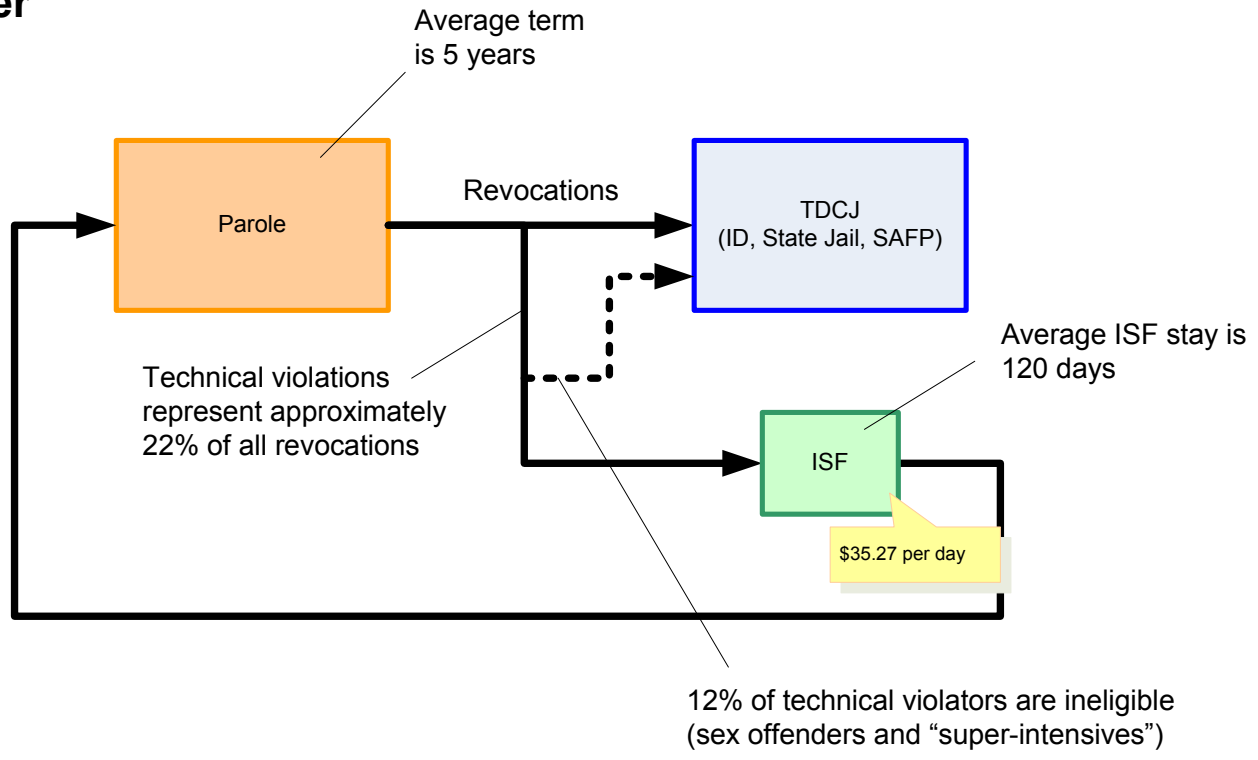 er
Average term
is 5 years
Revocations
Parole
TDCJ
(ID, State Jail, SAFP)
Technical violations
represent approximately
22% of all revocations
Average ISF stay is
120 days
ISF
$35.27 per day
12% of technical violators are ineligible
(sex offenders and “super-intensives”)